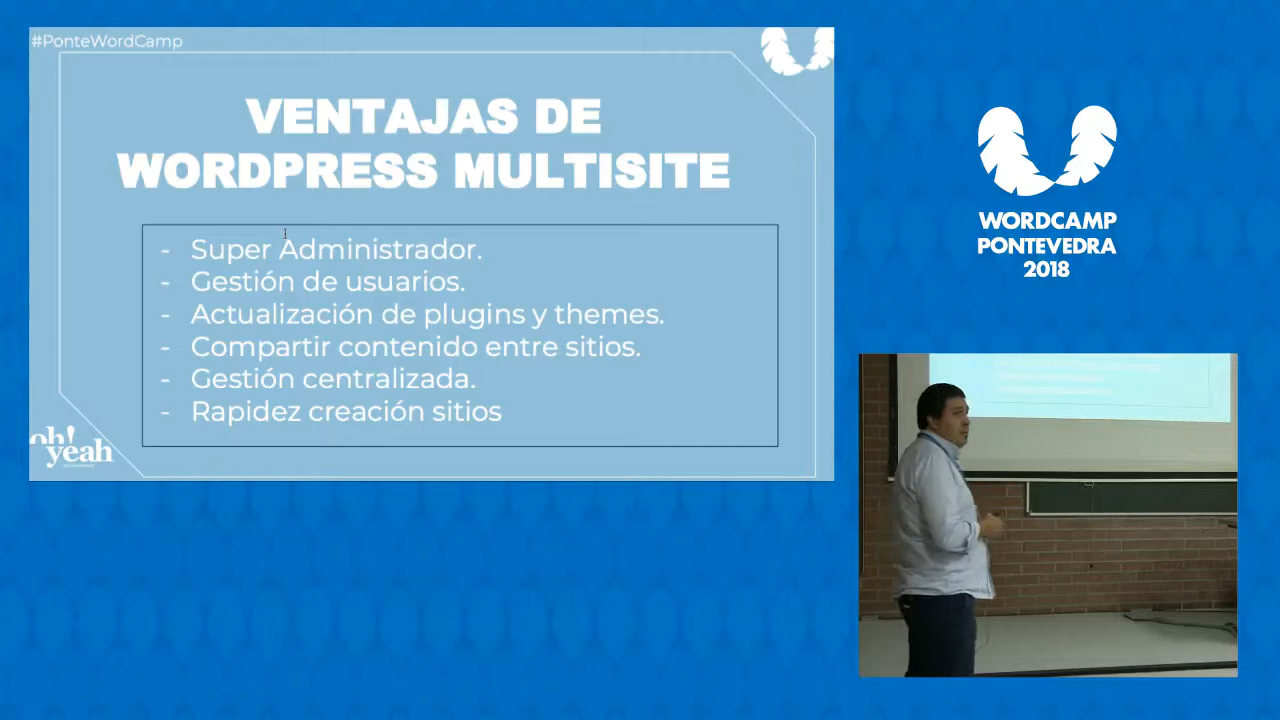 #PonteWordCamp
VENTAJAS DE
WORDPRESS MULTISITE
- Super Administrador.
- Gestión de usuarios.
- Actualización de plugins y themes.
- Compartir contenido entre sitios.
- Gestión centralizada.
- Rapidez creación sitios
oh!
yeah
WORDCAMP
PONTEVEDRA
2018